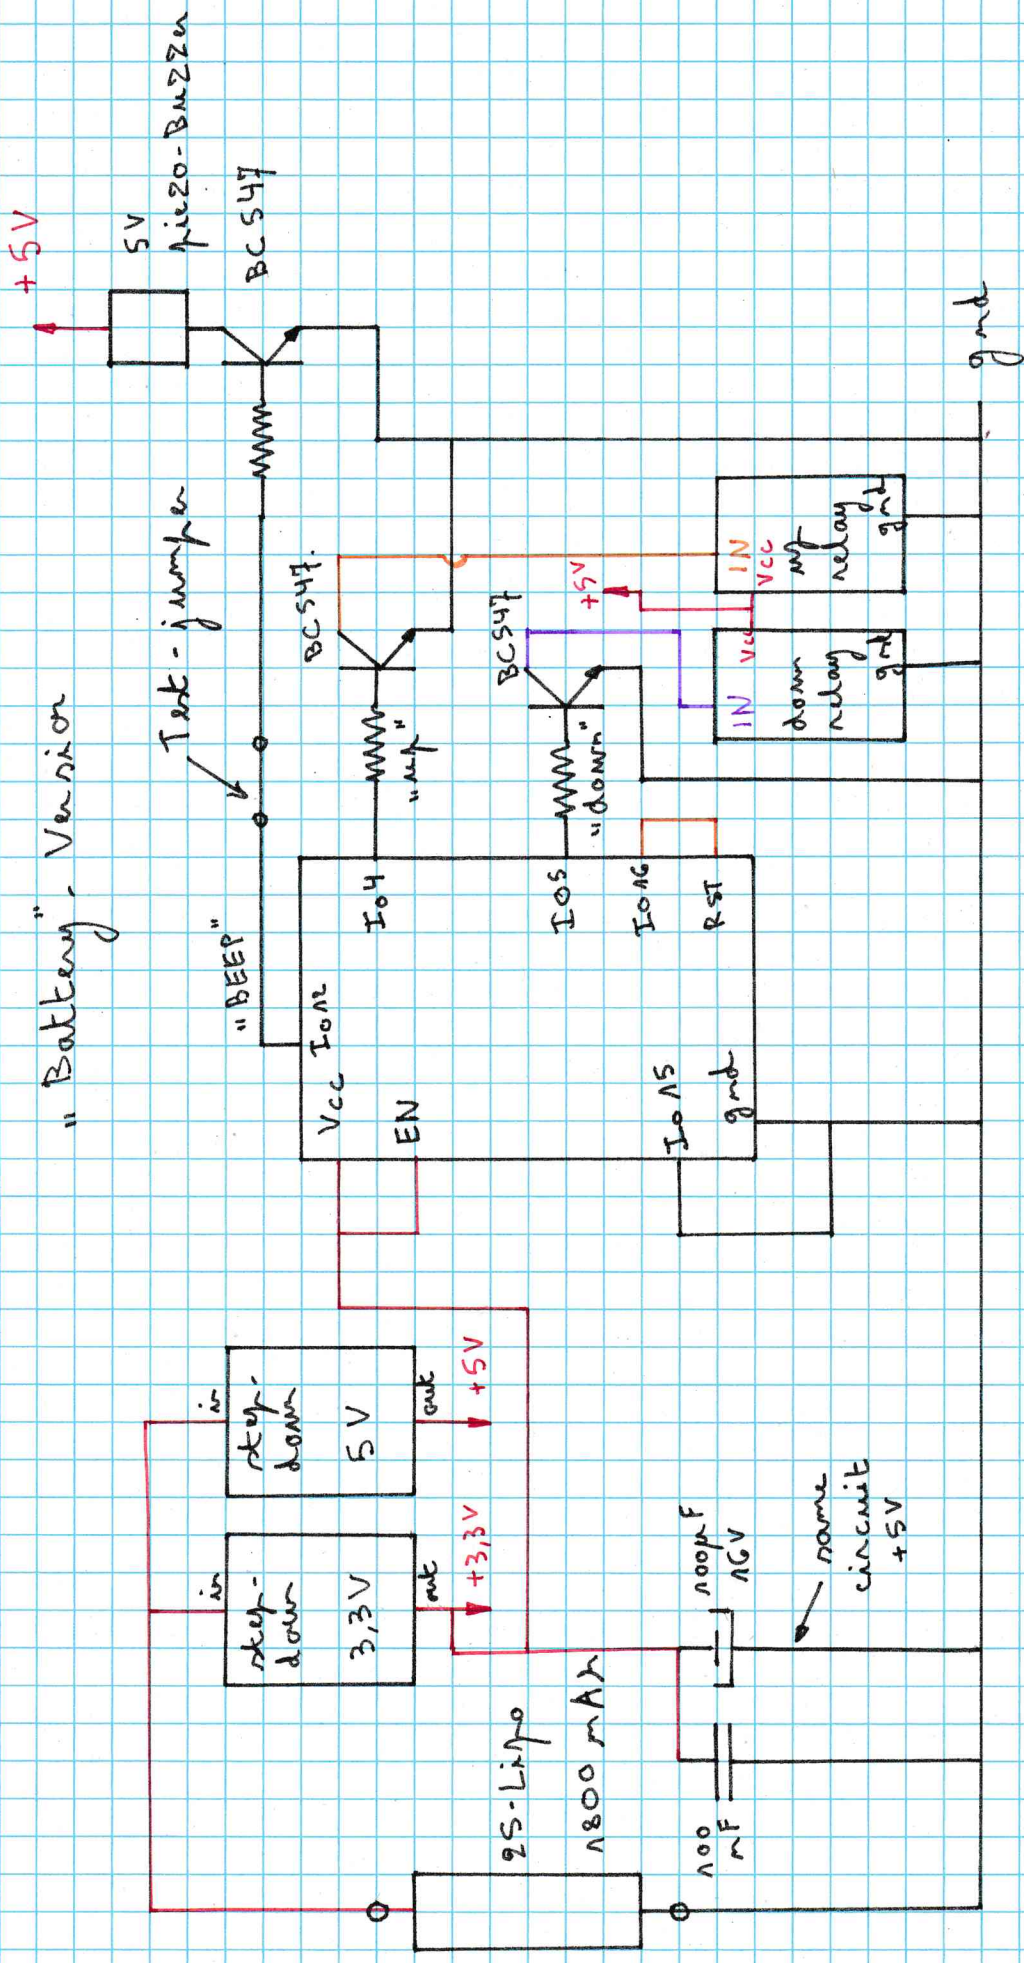 "Battery"- Version
Test-jumper
+5V
5V
piezo-Buzzer
BC547
"BEEP"
in
step-
down
5V
out
+5V
in
step-
down
3,3V
out
+3,3V
Vcc
EN
Io12
Io4
"up"
BC547.
Io5
"down"
BC547
Io16
RST
Io15
gnd
+5V
IN
Vcc
down
relay
gnd
IN
Vcc
up
relay
gnd
2S-Lipo
1800 mAh
100
nF
100µF
16V
same
circuit
+5V
gnd